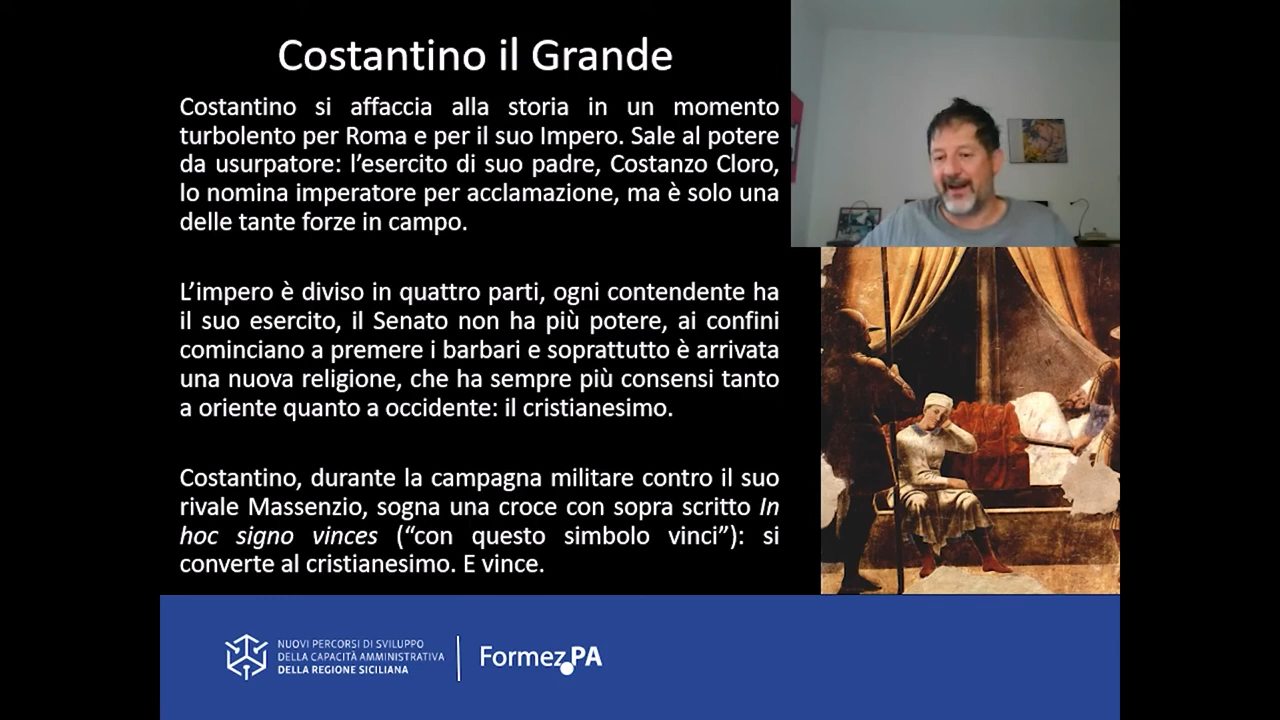 Costantino il Grande
Costantino si affaccia alla storia in un momento
turbolento per Roma e per il suo Impero. Sale al potere
da usurpatore: l’esercito di suo padre, Costanzo Cloro,
lo nomina imperatore per acclamazione, ma è solo una
delle tante forze in campo.
L’impero è diviso in quattro parti, ogni contendente ha
il suo esercito, il Senato non ha più potere, ai confini
cominciano a premere i barbari e soprattutto è arrivata
una nuova religione, che ha sempre più consensi tanto
a oriente quanto a occidente: il cristianesimo.
Costantino, durante la campagna militare contro il suo
rivale Massenzio, sogna una croce con sopra scritto In
hoc signo vinces (“con questo simbolo vinci”): si
converte al cristianesimo. E vince.
NUOVI PERCORSI DI SVILUPPO
DELLA CAPACITÀ AMMINISTRATIVA
DELLA REGIONE SICILIANA
Formez PA